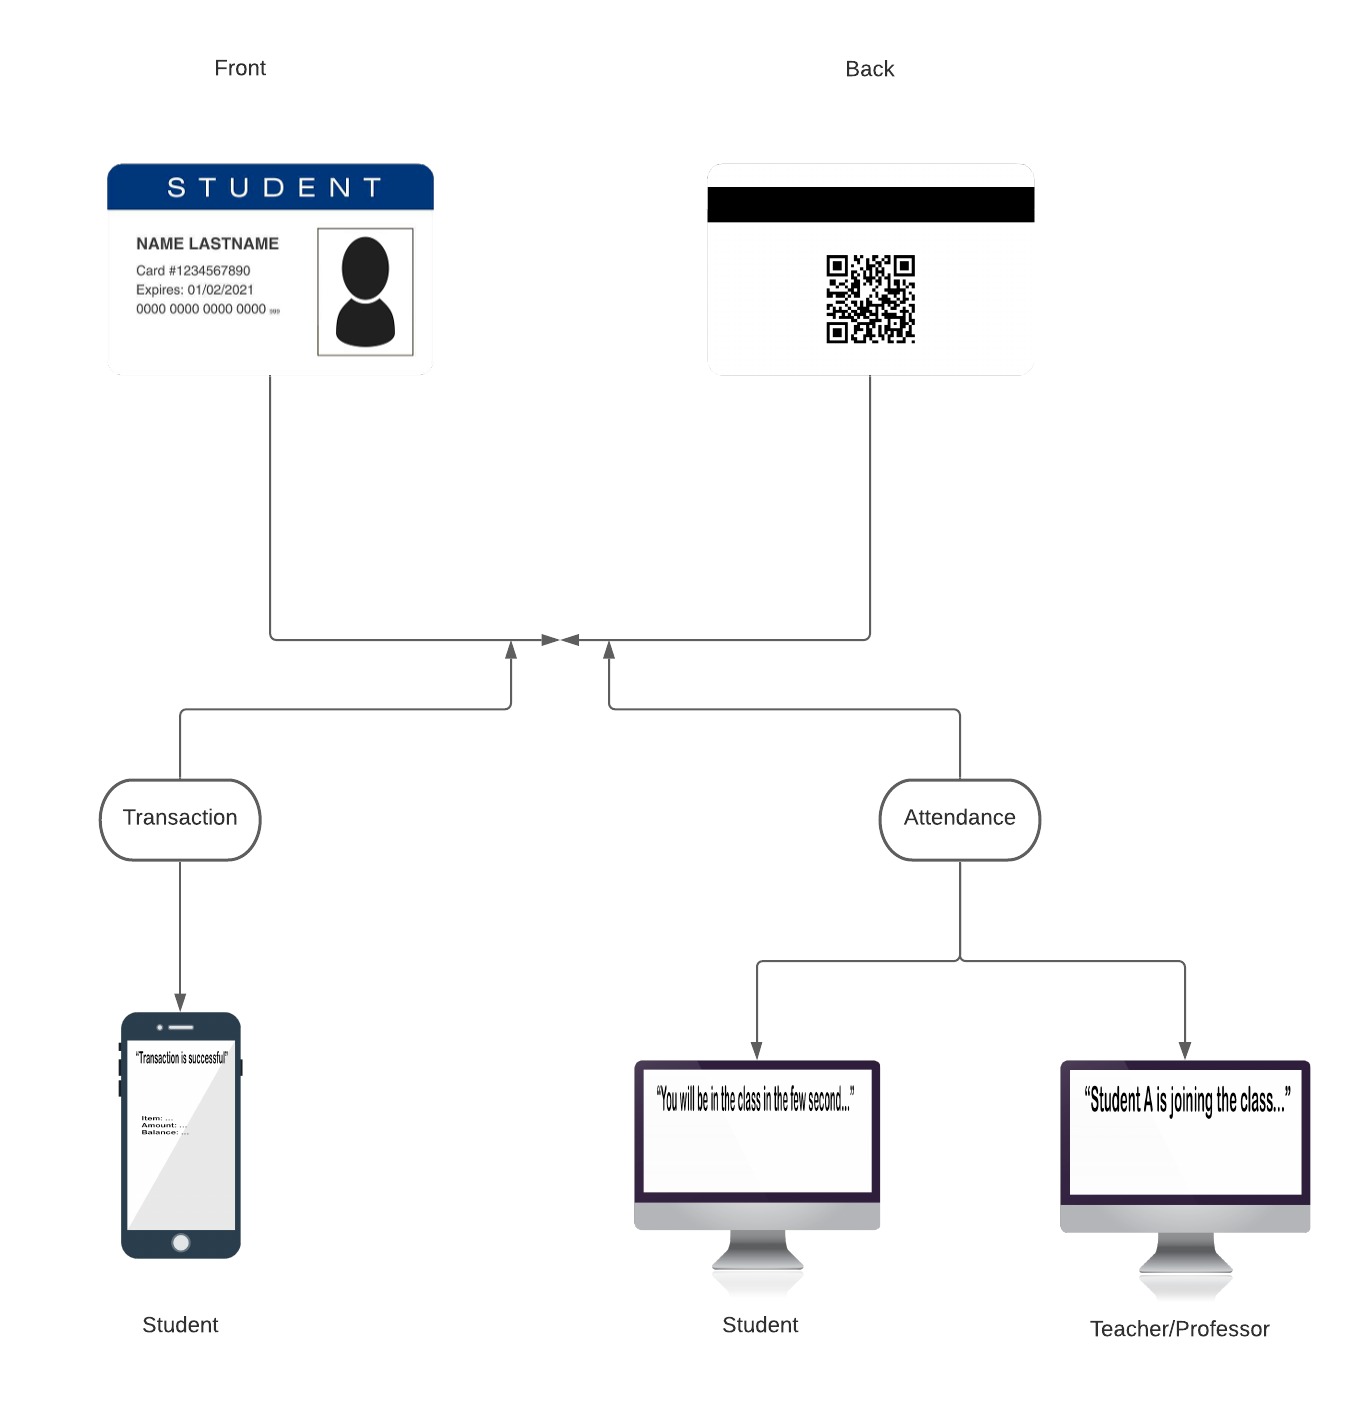 Front
Back
STUDENT
NAME LASTNAME
Card #1234567890
Expires: 01/02/2021
0000 0000 0000 0000 999
Transaction
Attendance
“Transaction is successful”
Item: ...
Amount: ...
Balance: ...
“You will be in the class in the few second...”
“Student A is joining the class...”
Student
Student
Teacher/Professor